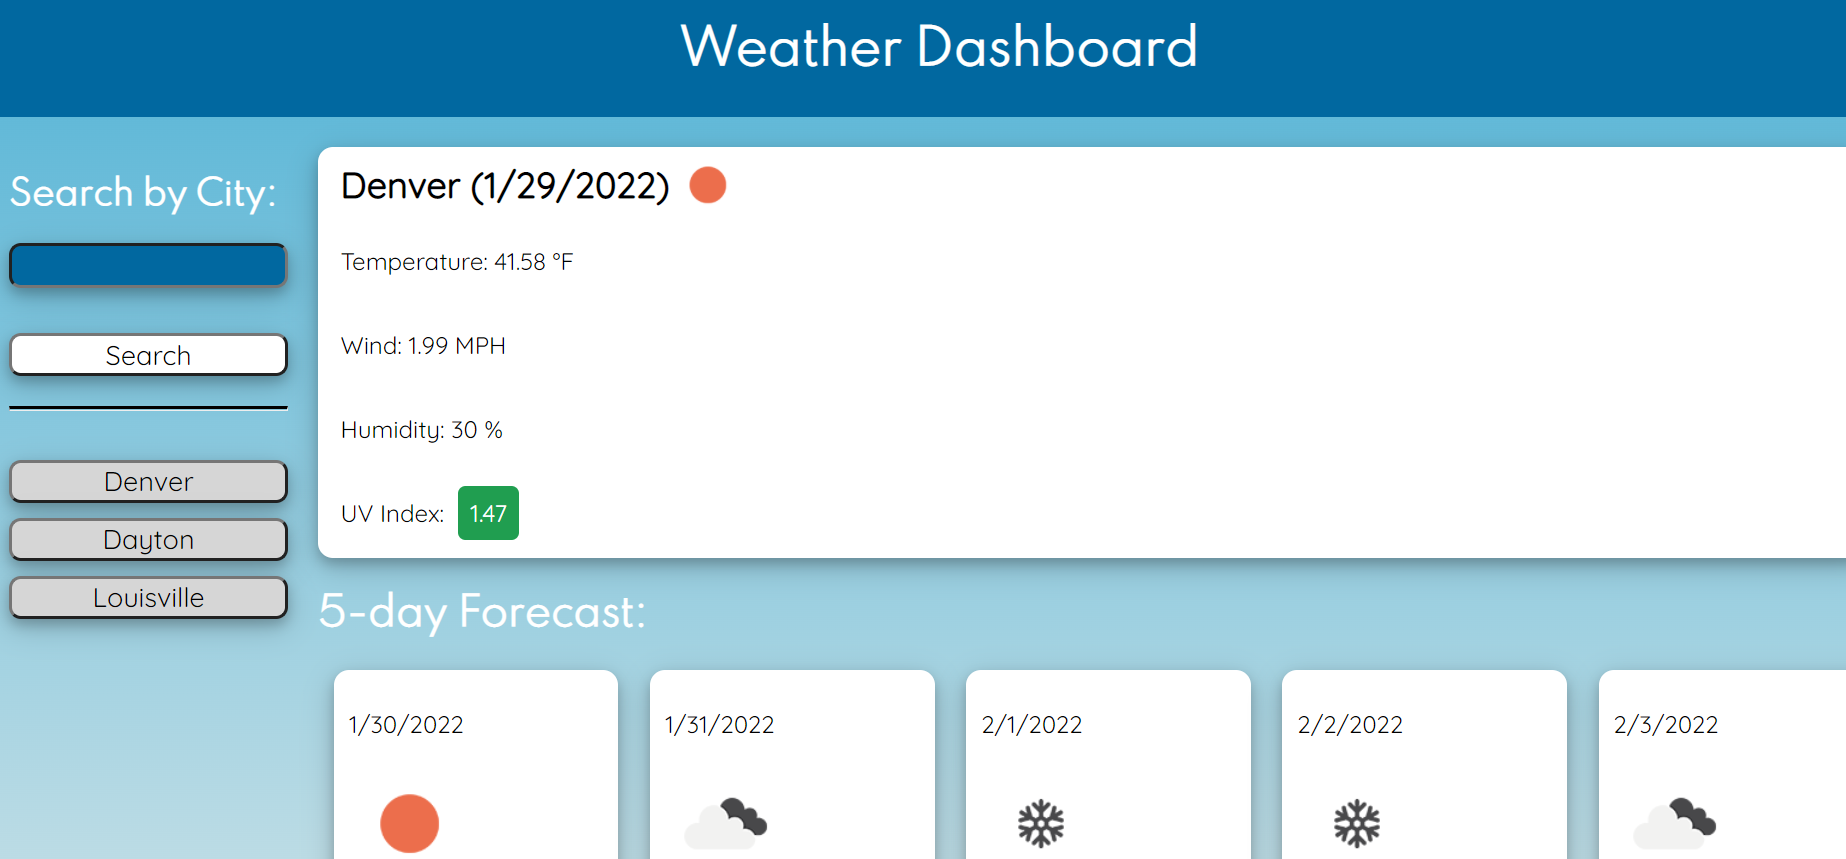 Weather Dashboard
Search by City:
Search
Denver
Dayton
Louisville
Denver (1/29/2022)
Temperature: 41.58 °F
Wind: 1.99 MPH
Humidity: 30 %
UV Index: 1.47
5-day Forecast:
1/30/2022
1/31/2022
2/1/2022
2/2/2022
2/3/2022